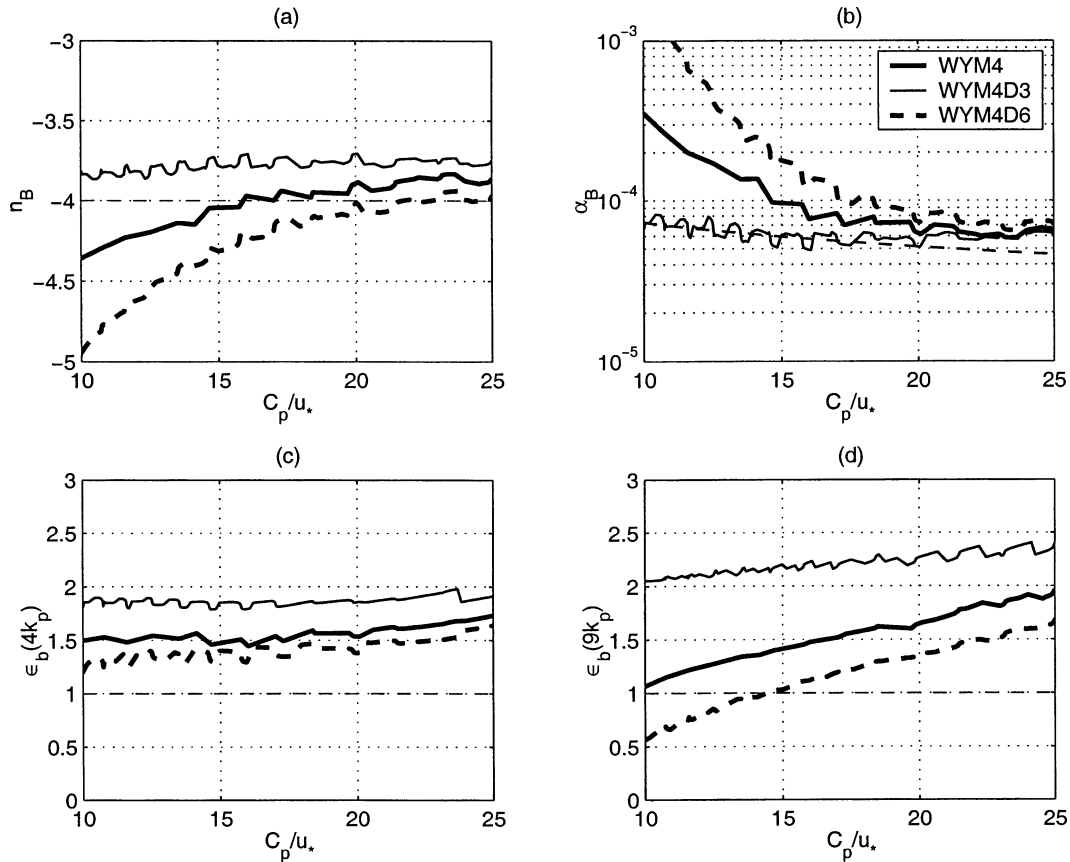 (a)
−3
−3.5
−4
−4.5
−5
n_B
10
15
20
25
C_p/u_*
(b)
10^−3
10^−4
10^−5
α_B
WYM4
WYM4D3
WYM4D6
10
15
20
25
C_p/u_*
(c)
3
2.5
2
1.5
1
0.5
0
ϵ_b(4k_p)
10
15
20
25
C_p/u_*
(d)
3
2.5
2
1.5
1
0.5
0
ϵ_b(9k_p)
10
15
20
25
C_p/u_*